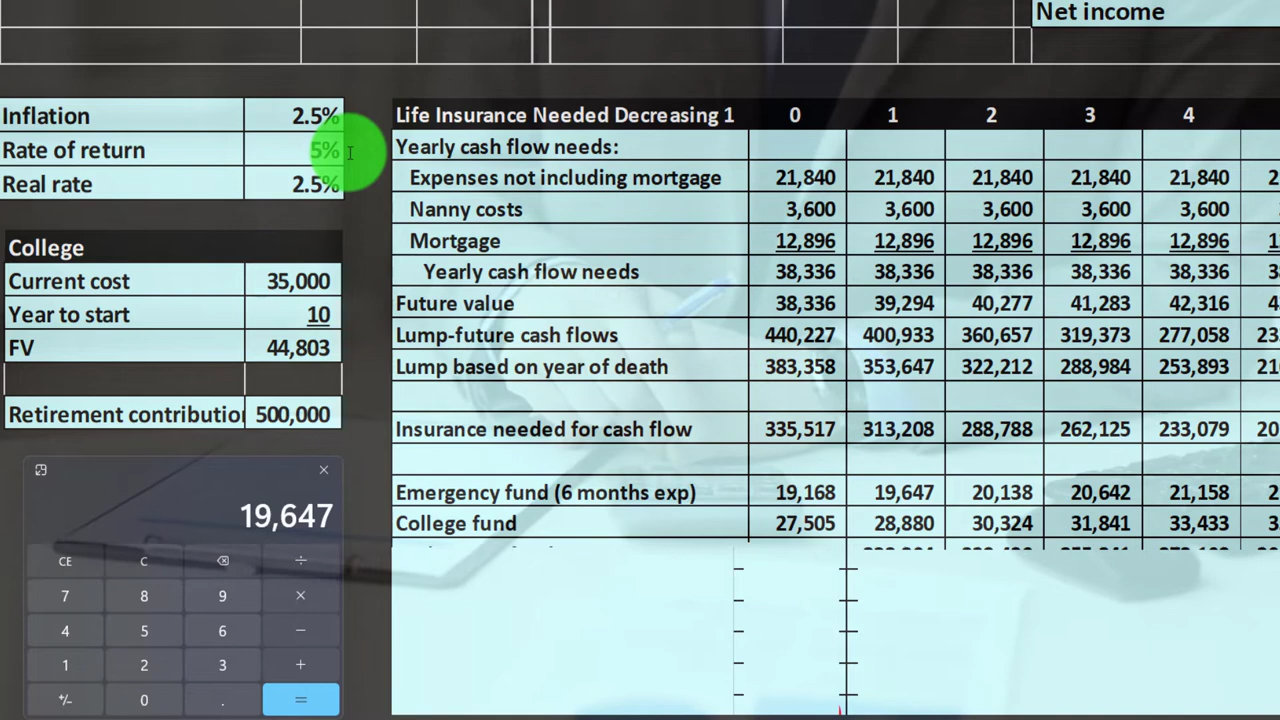 Net income
Inflation 2.5%
Rate of return 5%
Real rate 2.5%
College
Current cost 35,000
Year to start 10
FV 44,803
Retirement contribution 500,000
Life Insurance Needed Decreasing 1 0 1 2 3 4
Yearly cash flow needs:
Expenses not including mortgage 21,840 21,840 21,840 21,840 21,840
Nanny costs 3,600 3,600 3,600 3,600 3,600
Mortgage 12,896 12,896 12,896 12,896 12,896
Yearly cash flow needs 38,336 38,336 38,336 38,336 38,336
Future value 38,336 39,294 40,277 41,283 42,316
Lump-future cash flows 440,227 400,933 360,657 319,373 277,058
Lump based on year of death 383,358 353,647 322,212 288,984 253,893
Insurance needed for cash flow 335,517 313,208 288,788 262,125 233,079
Emergency fund (6 months exp) 19,168 19,647 20,138 20,642 21,158
College fund 27,505 28,880 30,324 31,841 33,433
19,647
CE C ⌫ ÷
7 8 9 ×
4 5 6 −
1 2 3 +
+/− 0 . =